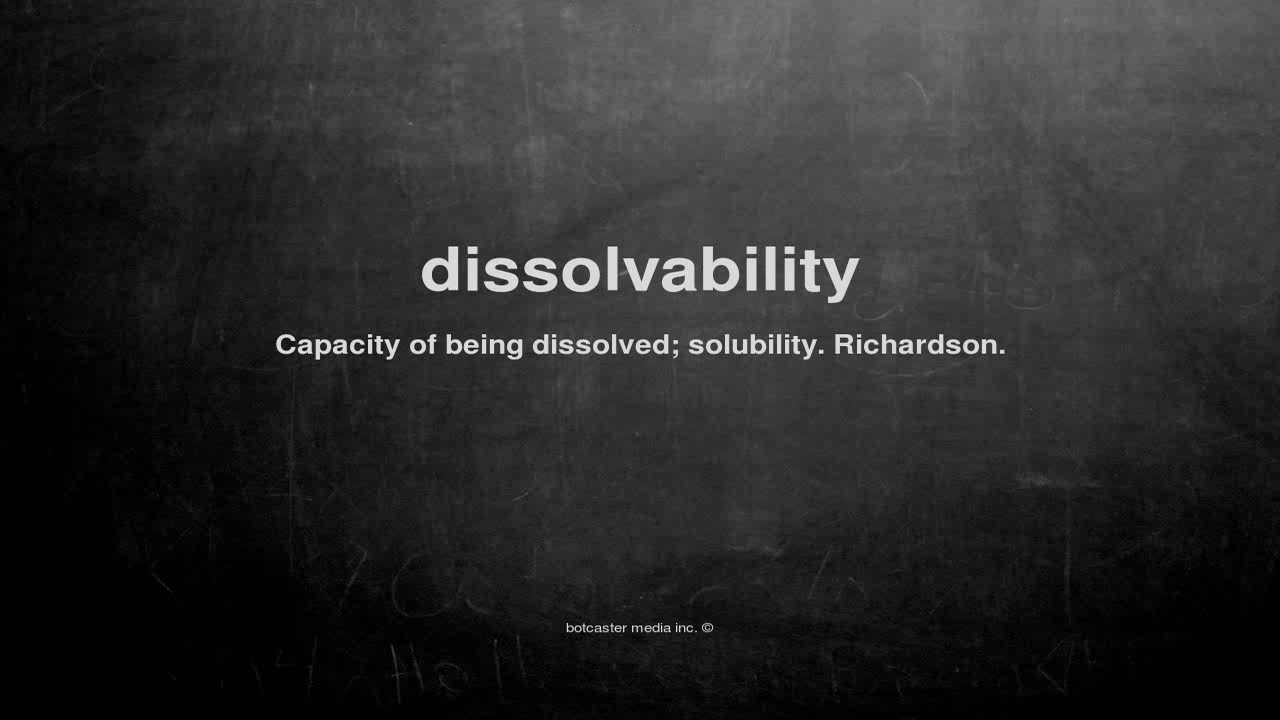 dissolvability
Capacity of being dissolved; solubility. Richardson.
botcaster media inc. ©